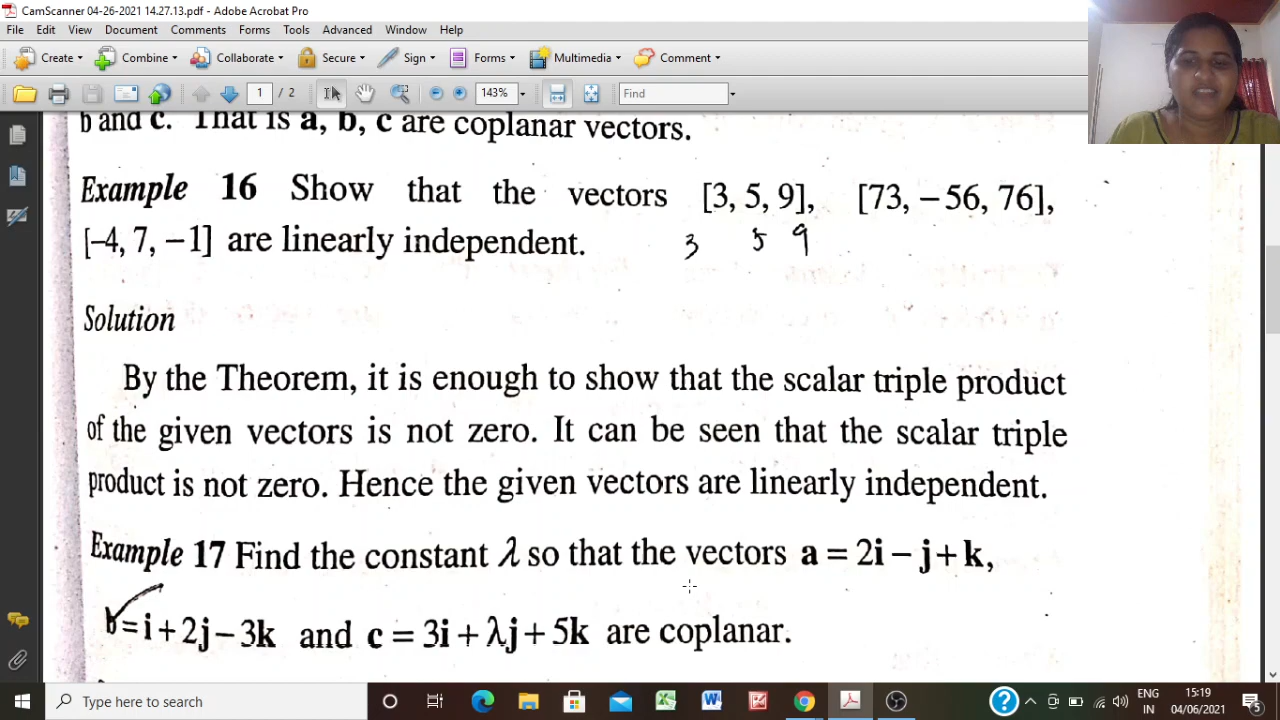 CamScanner 04-26-2021 14.27.13.pdf - Adobe Acrobat Pro
File Edit View Document Comments Forms Tools Advanced Window Help
Create Combine Collaborate Secure Sign Forms Multimedia Comment
1 / 2 143% Find
b and c. That is a, b, c are coplanar vectors.
Example 16 Show that the vectors [3, 5, 9], [73, −56, 76],
[−4, 7, −1] are linearly independent. 3 5 9
Solution
By the Theorem, it is enough to show that the scalar triple product
of the given vectors is not zero. It can be seen that the scalar triple
product is not zero. Hence the given vectors are linearly independent.
Example 17 Find the constant λ so that the vectors a = 2i − j + k,
b = i + 2j − 3k and c = 3i + λj + 5k are coplanar.
Type here to search
ENG 15:19
IN 04/06/2021 5